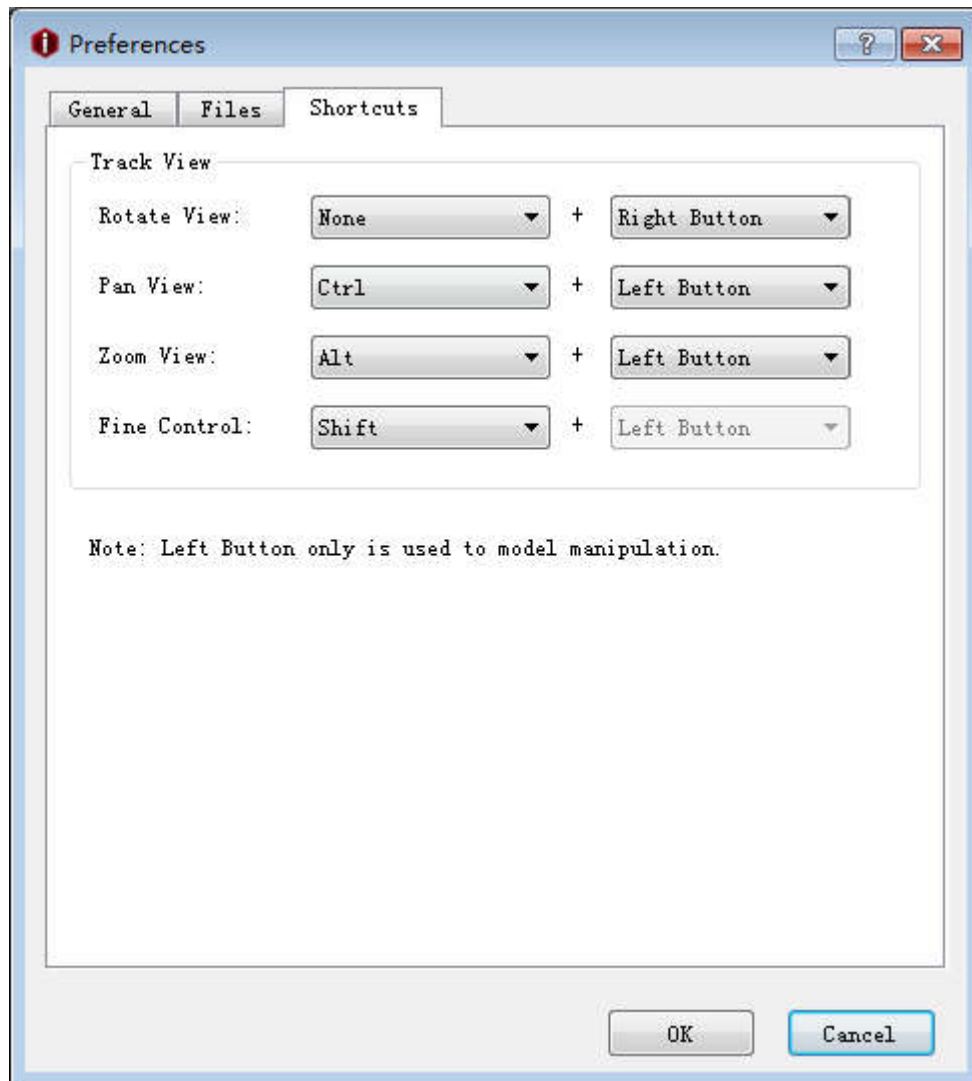 Preferences
General Files Shortcuts
Track View
Rotate View: None + Right Button
Pan View: Ctrl + Left Button
Zoom View: Alt + Left Button
Fine Control: Shift + Left Button
Note: Left Button only is used to model manipulation.
OK Cancel